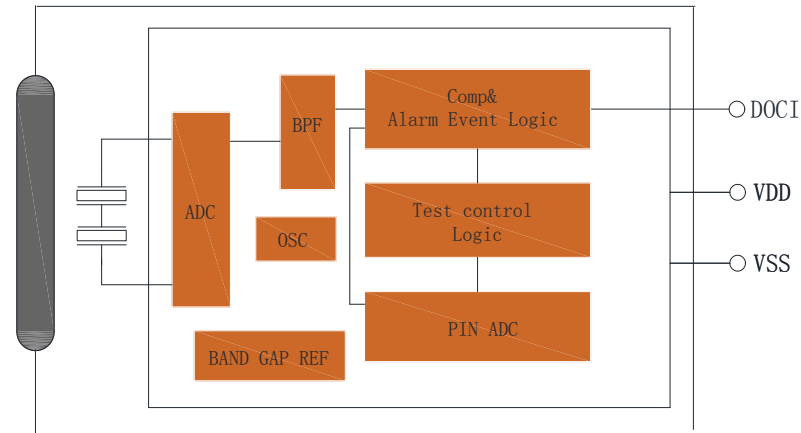 Comp&
Alarm Event Logic
DOCI
BPF
ADC
Test control
Logic
VDD
OSC
VSS
PIN ADC
BAND GAP REF